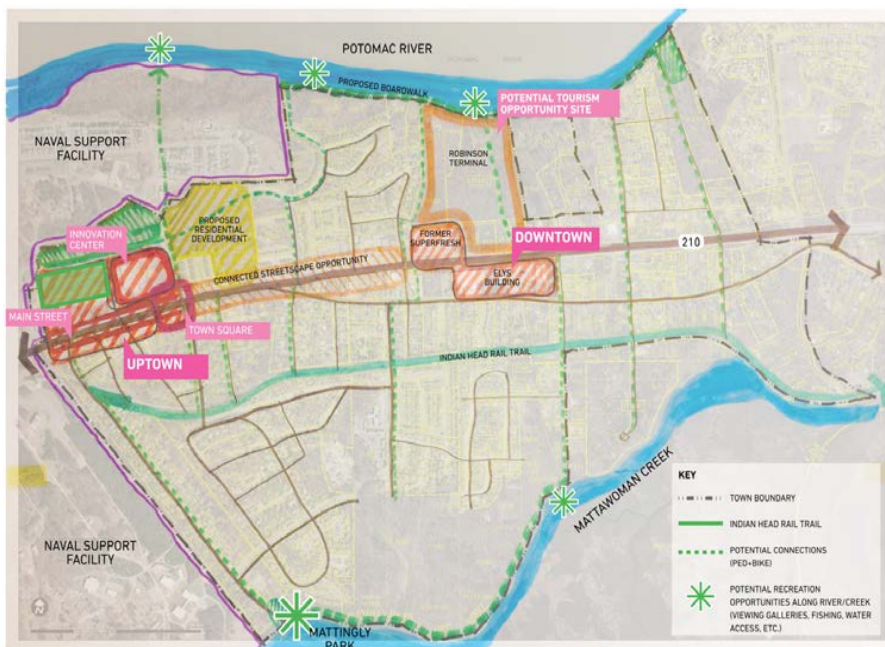 POTOMAC RIVER
PROPOSED BOARDWALK
POTENTIAL TOURISM
OPPORTUNITY SITE
NAVAL SUPPORT
FACILITY
ROBINSON
TERMINAL
PROPOSED
RESIDENTIAL
DEVELOPMENT
INNOVATION
CENTER
FORMER
SUPERFRESH
DOWNTOWN
210
CONNECTED STREETSCAPE OPPORTUNITY
ELYS
BUILDING
MAIN STREET
TOWN SQUARE
UPTOWN
INDIAN HEAD RAIL TRAIL
MATTAWOMAN CREEK
NAVAL SUPPORT
FACILITY
MATTINGLY
PARK
KEY
TOWN BOUNDARY
INDIAN HEAD RAIL TRAIL
POTENTIAL CONNECTIONS
(PED+BIKE)
POTENTIAL RECREATION
OPPORTUNITIES ALONG RIVER/CREEK
(VIEWING GALLERIES, FISHING, WATER
ACCESS, ETC.)